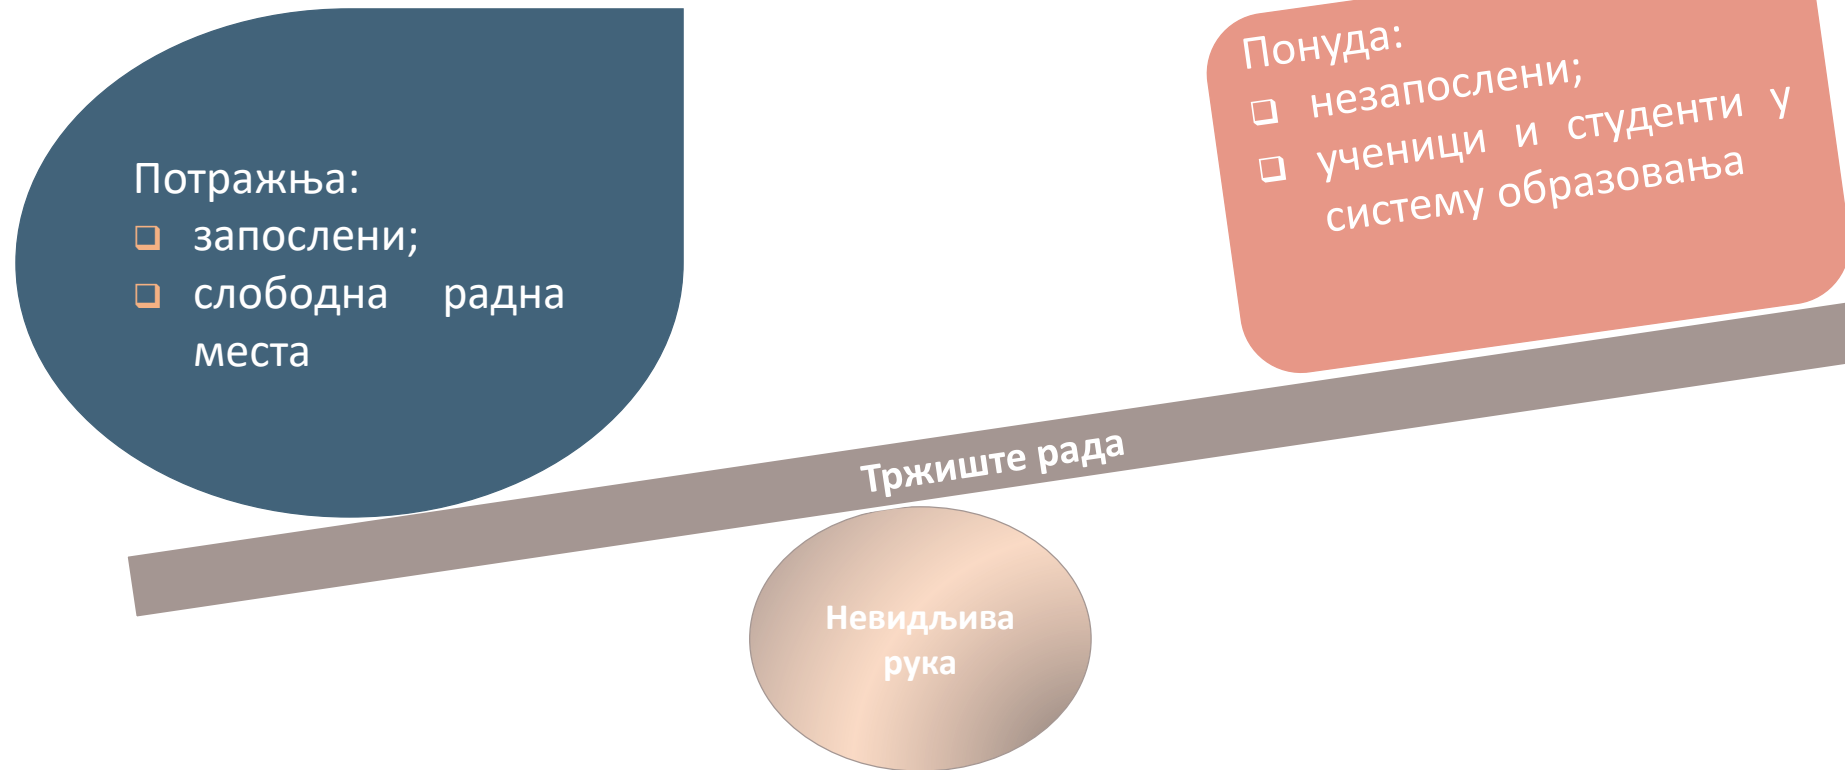 Потражња:
❑ запослени;
❑ слободна радна
места
Понуда:
❑ незапослени;
❑ ученици и студенти у
систему образовања
Тржиште рада
Невидљива
рука